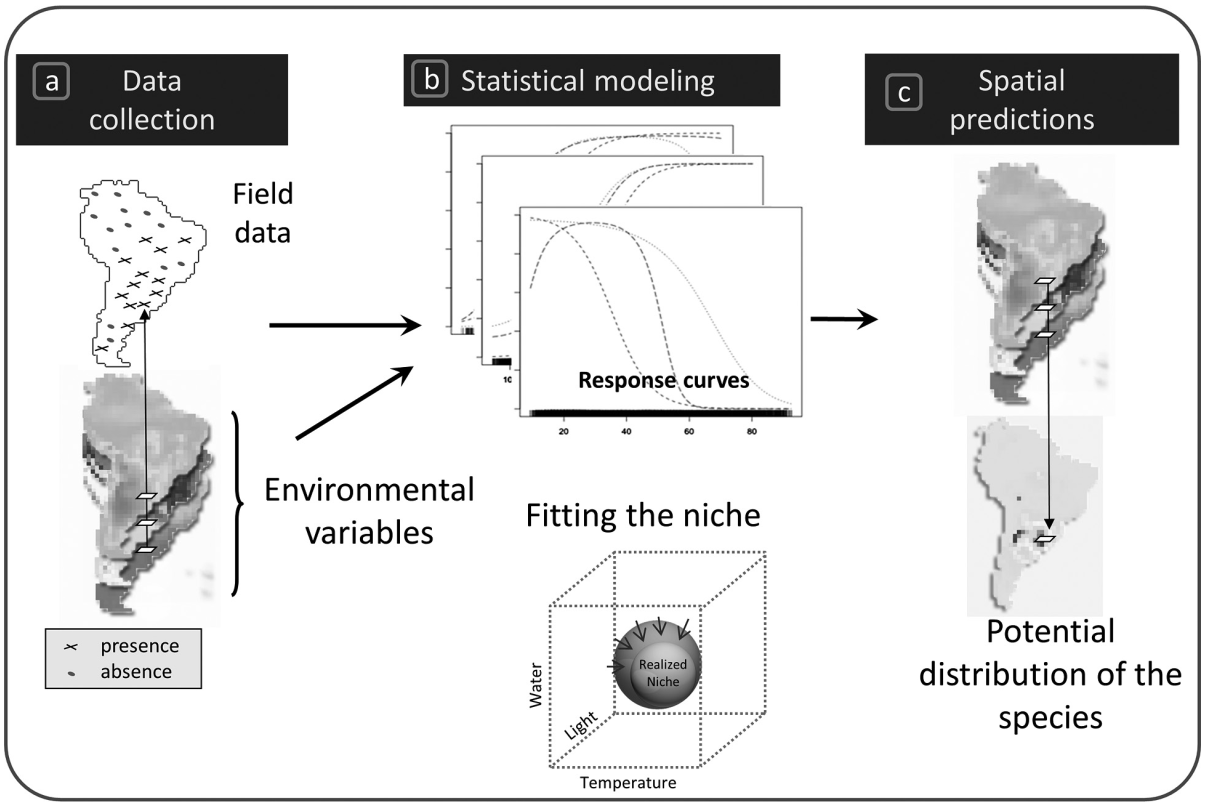 a
Data
collection
Field
data
Environmental
variables
presence
absence
b
Statistical modeling
Response curves
10
20
40
60
80
Fitting the niche
Realized
Niche
Water
Light
Temperature
c
Spatial
predictions
Potential
distribution of the
species